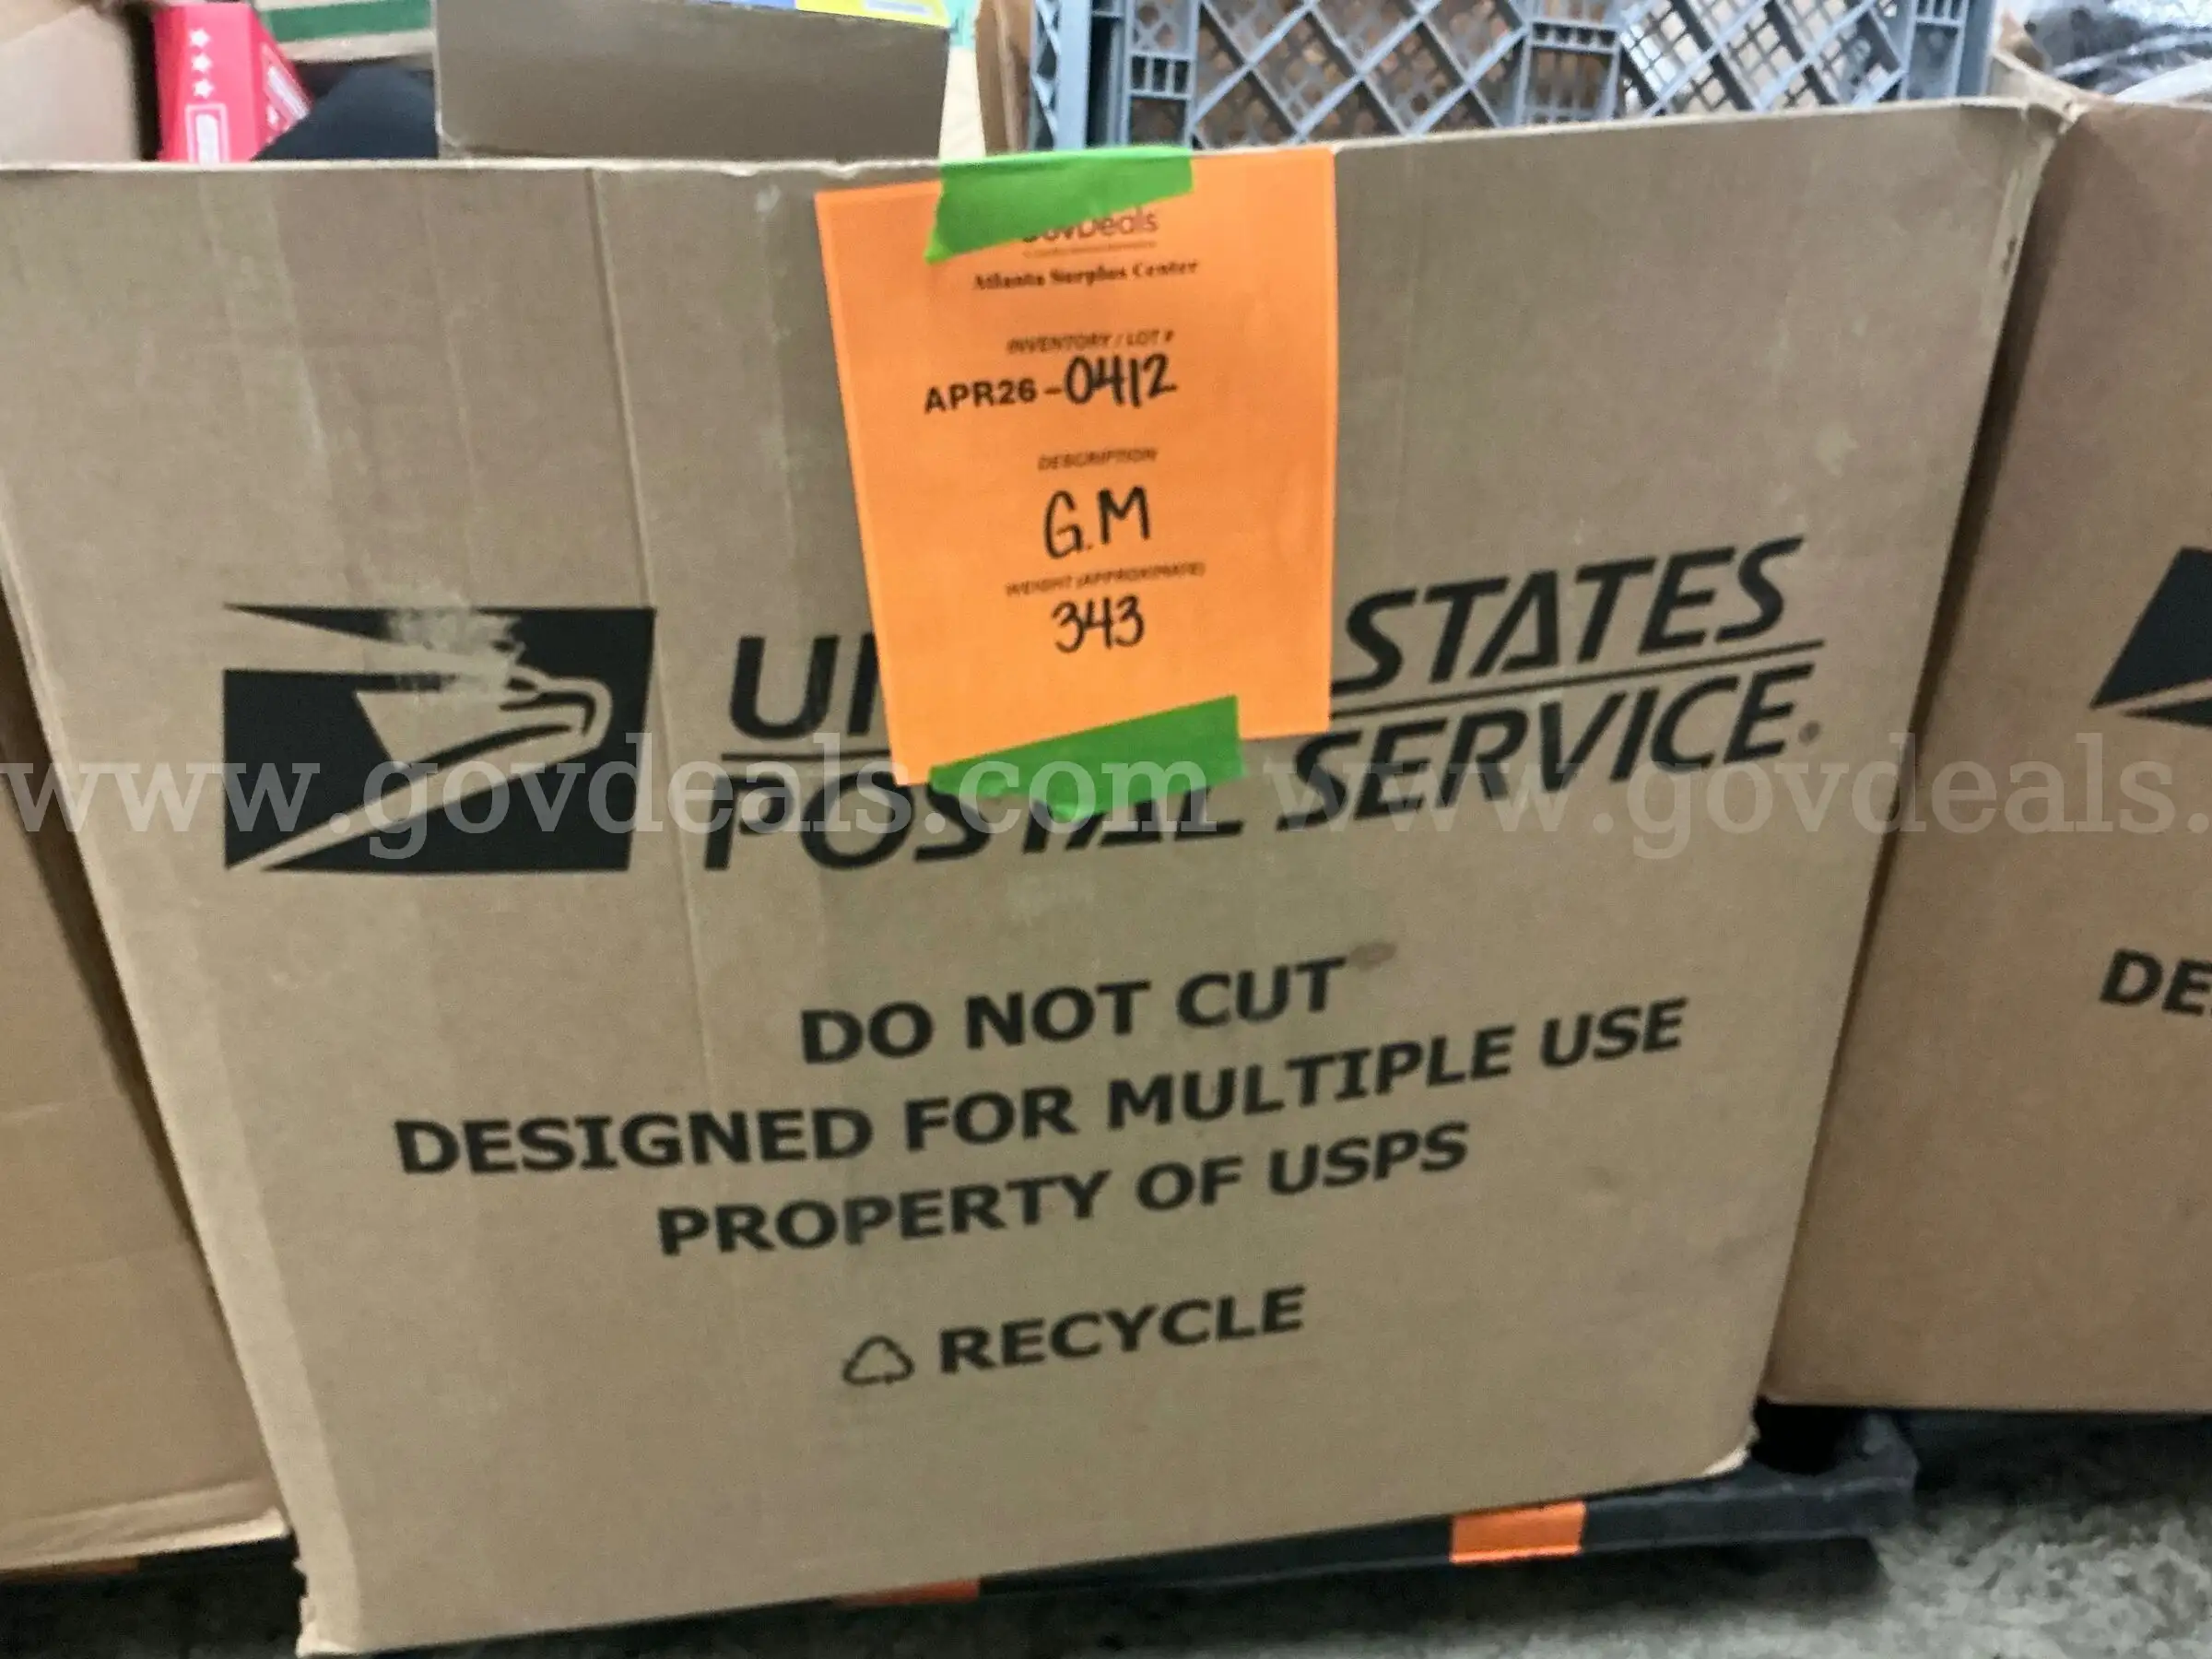 GovDeals
Atlanta Surplus Center
INVENTORY / LOT #
APR26-0412
DESCRIPTION
G.M
WEIGHT (APPROXIMATE)
343
STATES
POSTAL SERVICE®
www.govdeals.com www.govdeals.
DO NOT CUT
DESIGNED FOR MULTIPLE USE
PROPERTY OF USPS
RECYCLE
DE